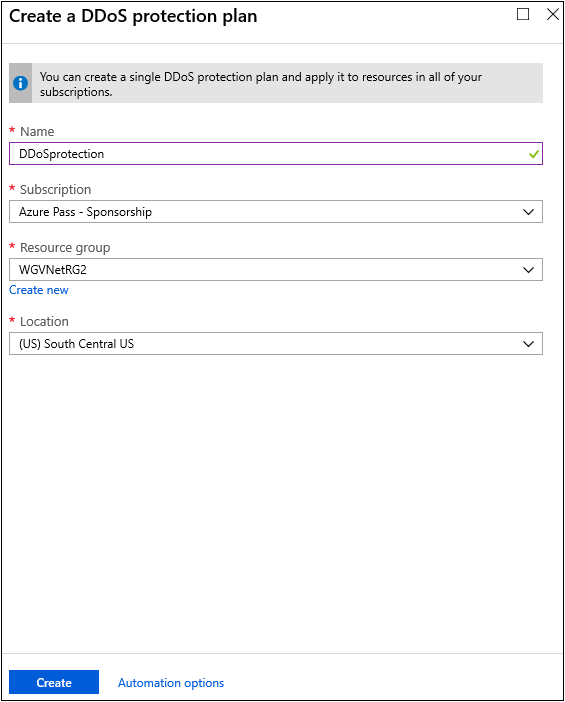 Create a DDoS protection plan
You can create a single DDoS protection plan and apply it to resources in all of your
subscriptions.
* Name
DDoSprotection
* Subscription
Azure Pass - Sponsorship
* Resource group
WGVNetRG2
Create new
* Location
(US) South Central US
Create
Automation options